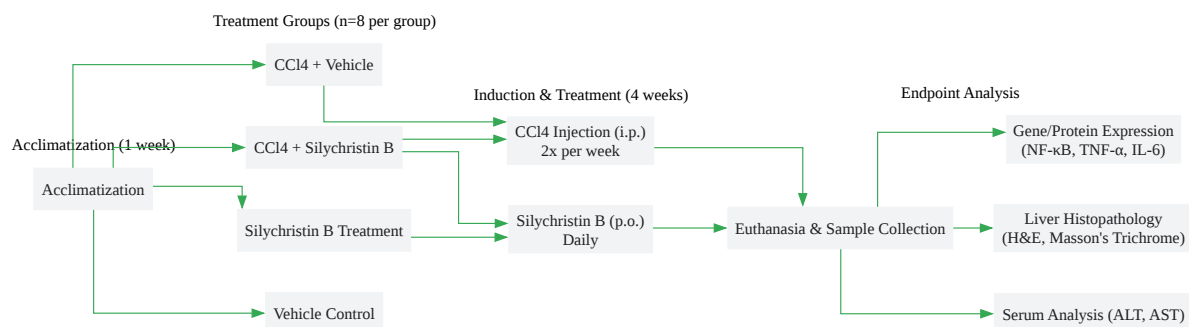 Treatment Groups (n=8 per group)
CCl4 + Vehicle
Induction & Treatment (4 weeks)
Endpoint Analysis
Acclimatization (1 week)
CCl4 + Silychristin B
CCl4 Injection (i.p.)
2x per week
Gene/Protein Expression
(NF-κB, TNF-α, IL-6)
Acclimatization
Silychristin B Treatment
Silychristin B (p.o.)
Daily
Euthanasia & Sample Collection
Liver Histopathology
(H&E, Masson's Trichrome)
Vehicle Control
Serum Analysis (ALT, AST)